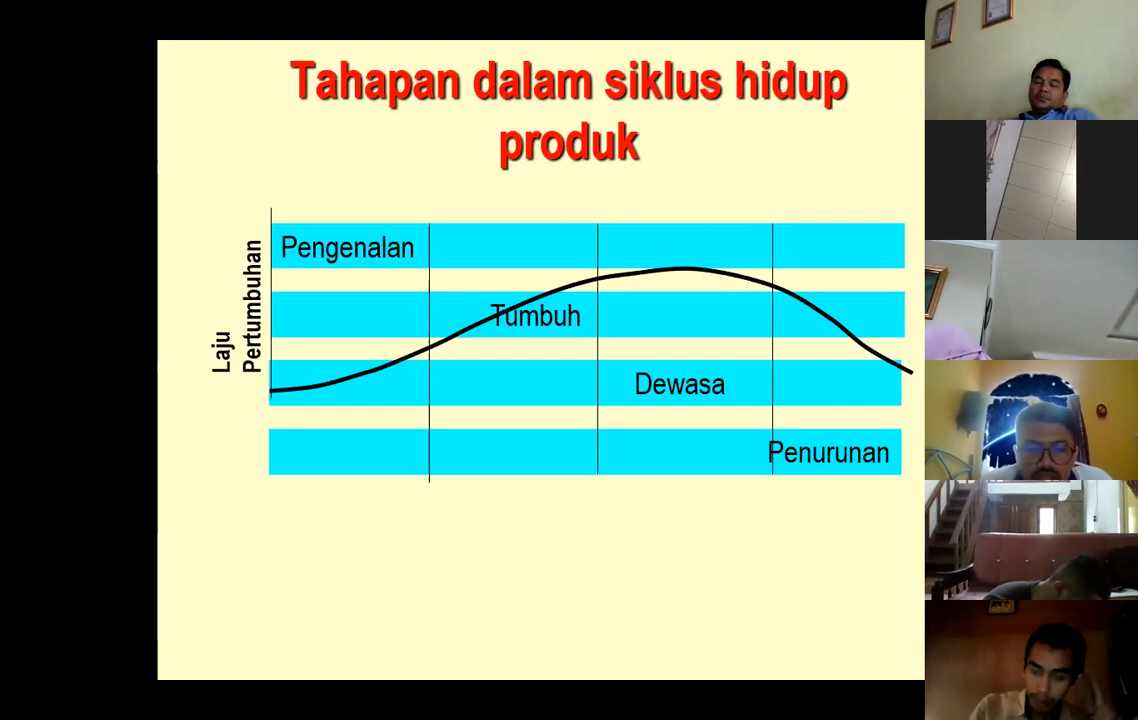 Tahapan dalam siklus hidup
produk
Laju
Pertumbuhan
Pengenalan
Tumbuh
Dewasa
Penurunan